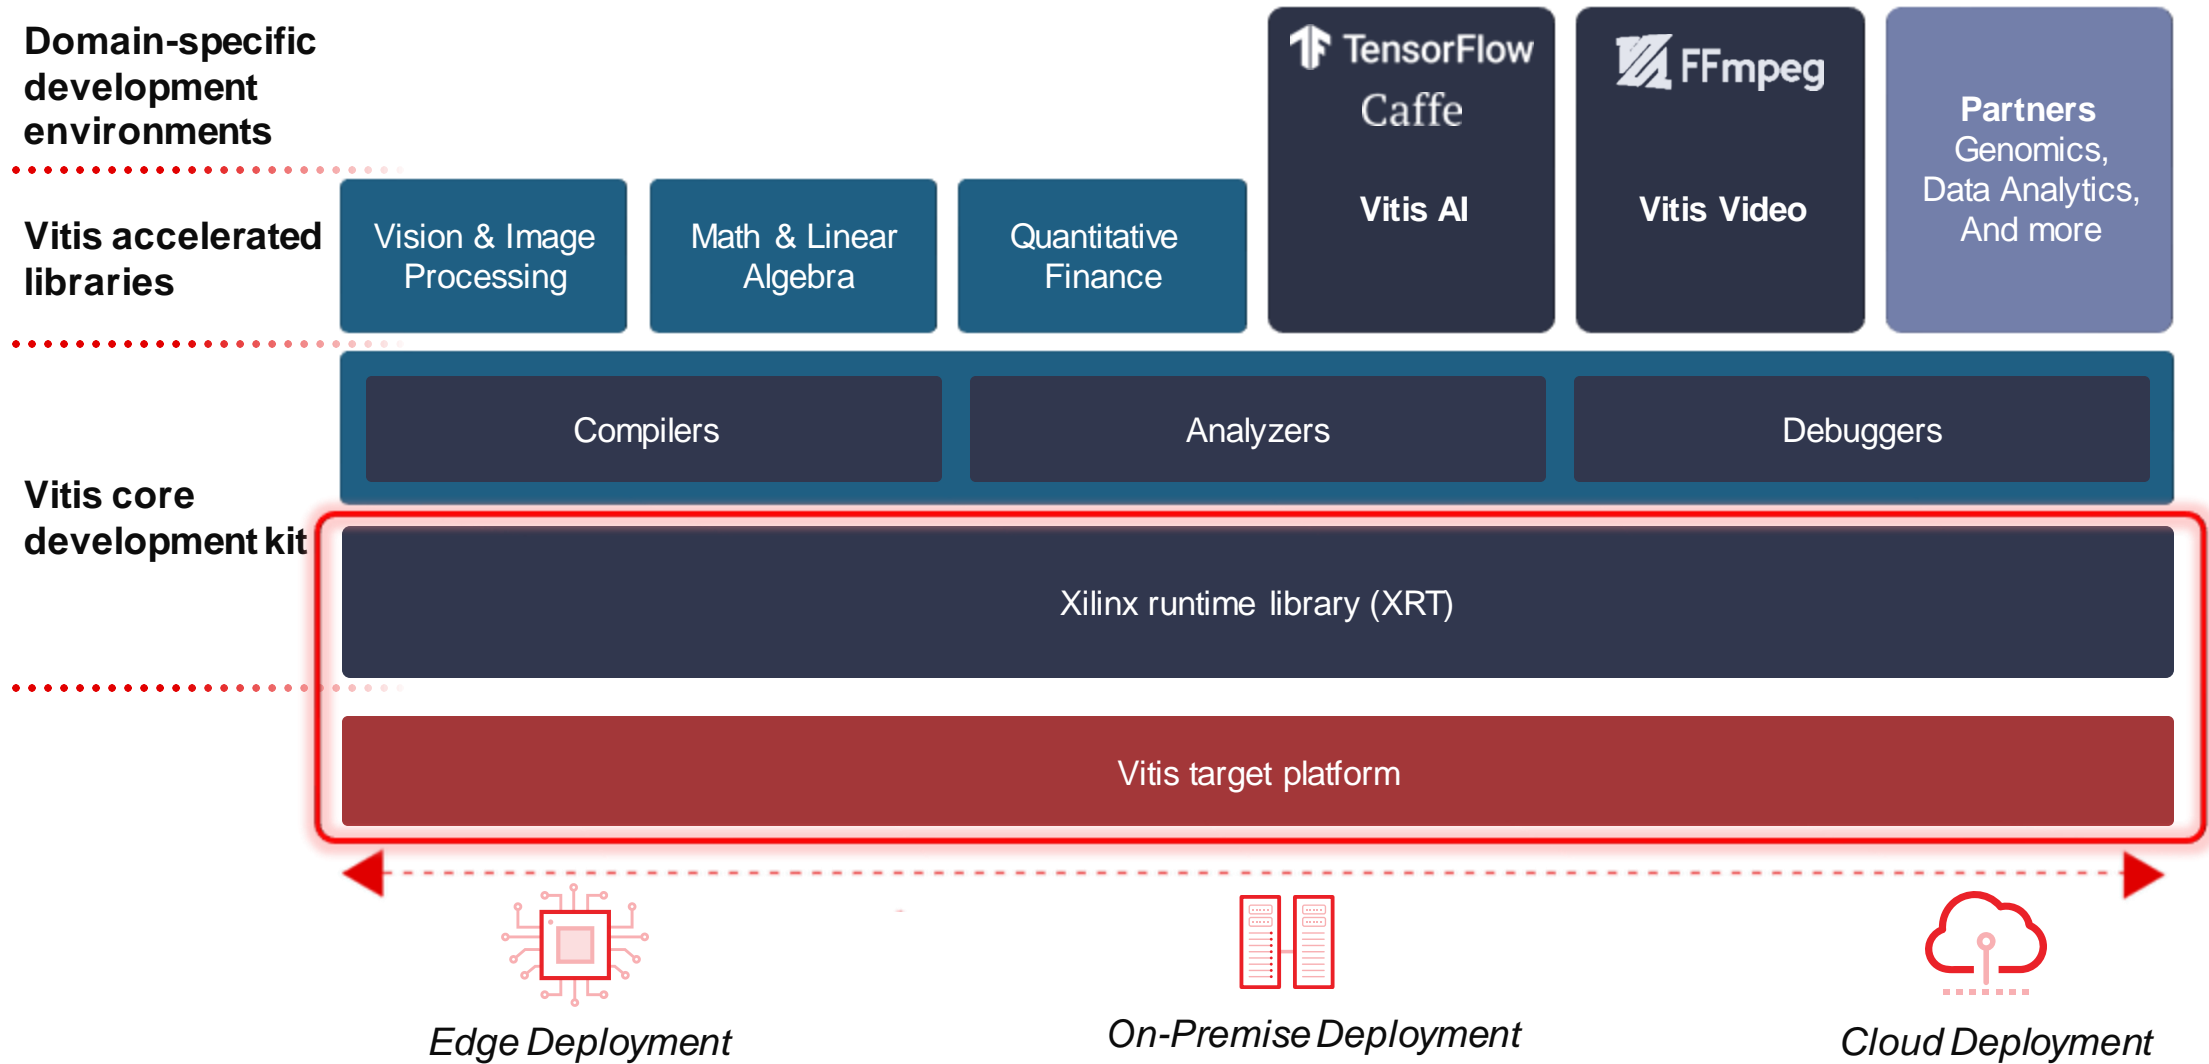 Domain-specific
development
environments
TensorFlow
Caffe
Vitis AI
FFmpeg
Vitis Video
Partners
Genomics,
Data Analytics,
And more
Vitis accelerated
libraries
Vision & Image
Processing
Math & Linear
Algebra
Quantitative
Finance
Vitis core
development kit
Compilers
Analyzers
Debuggers
Xilinx runtime library (XRT)
Vitis target platform
Edge Deployment
On-Premise Deployment
Cloud Deployment